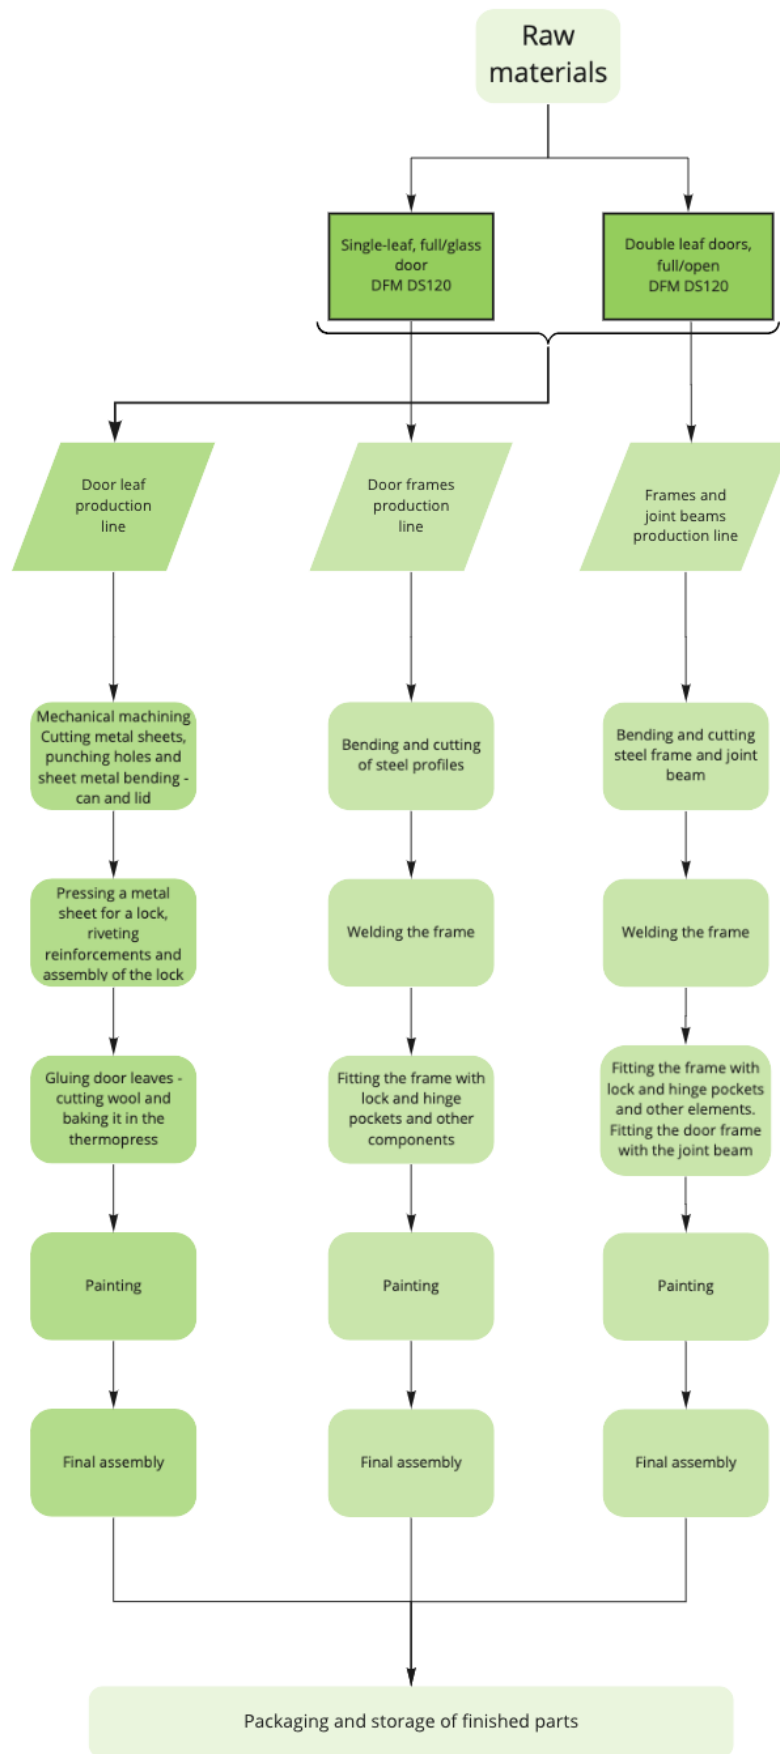 Raw
materials
Single-leaf, full/glass
door
DFM DS120
Double leaf doors,
full/open
DFM DS120
Door leaf
production
line
Door frames
production
line
Frames and
joint beams
production line
Mechanical machining
Cutting metal sheets,
punching holes and
sheet metal bending -
can and lid
Bending and cutting
of steel profiles
Bending and cutting
steel frame and joint
beam
Pressing a metal
sheet for a lock,
riveting
reinforcements and
assembly of the lock
Welding the frame
Welding the frame
Gluing door leaves -
cutting wool and
baking it in the
thermopress
Fitting the frame with
lock and hinge
pockets and other
components
Fitting the frame with
lock and hinge pockets
and other elements.
Fitting the door frame
with the joint beam
Painting
Painting
Painting
Final assembly
Final assembly
Final assembly
Packaging and storage of finished parts